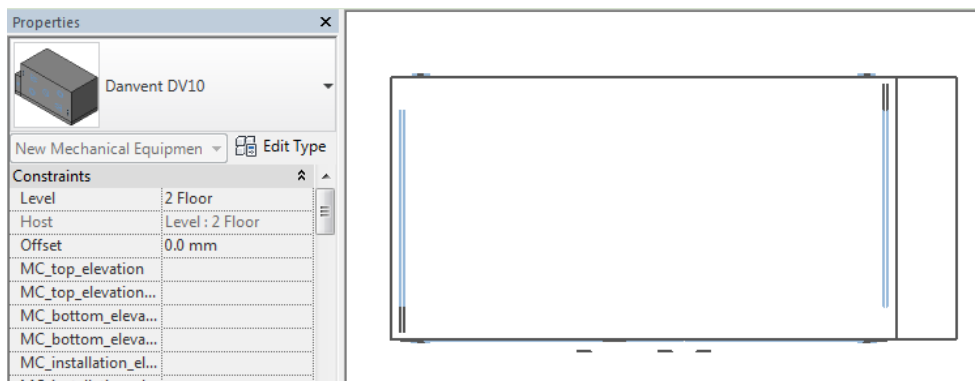 Properties
Danvent DV10
New Mechanical Equipmen
Edit Type
Constraints
Level 2 Floor
Host Level : 2 Floor
Offset 0.0 mm
MC_top_elevation
MC_top_elevation...
MC_bottom_eleva...
MC_bottom_eleva...
MC_installation_el...